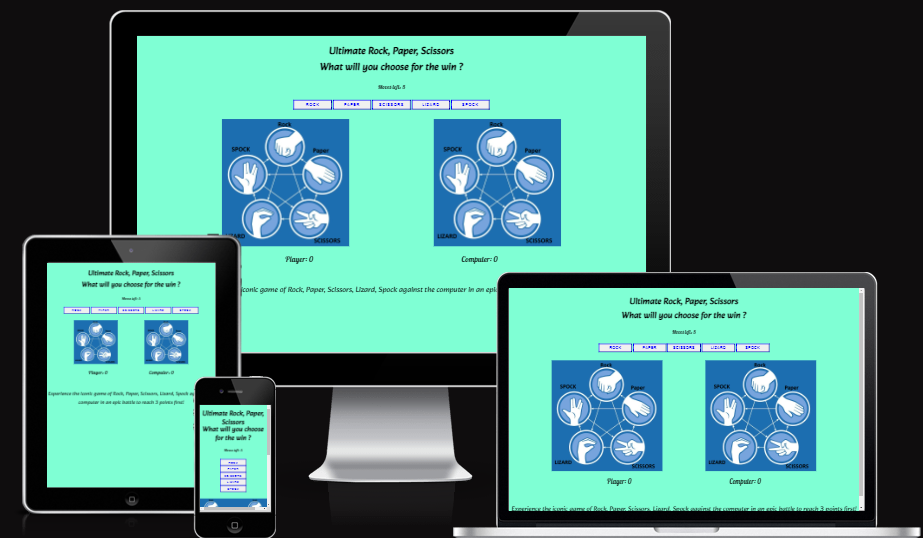 Ultimate Rock, Paper, Scissors
What will you choose for the win ?
Moves Left: 5
ROCK PAPER SCISSORS LIZARD SPOCK
Rock Rock
SPOCK Paper SPOCK Paper
LIZARD SCISSORS LIZARD SCISSORS
Player: 0 Computer: 0
iconic game of Rock, Paper, Scissors, Lizard, Spock against the computer in an epic
Ultimate Rock, Paper, Scissors
What will you choose for the win ?
Moves Left: 5
ROCK PAPER SCISSORS LIZARD SPOCK
Player: 0 Computer: 0
Experience the iconic game of Rock, Paper, Scissors, Lizard, Spock
computer in an epic battle to reach 3 points first!
Ultimate Rock, Paper,
Scissors
What will you choose
for the win ?
Moves Left: 5
ROCK
PAPER
SCISSORS
LIZARD
SPOCK
Ultimate Rock, Paper, Scissors
What will you choose for the win ?
Moves Left: 5
ROCK PAPER SCISSORS LIZARD SPOCK
Rock Rock
SPOCK Paper SPOCK Paper
LIZARD SCISSORS LIZARD SCISSORS
Player: 0 Computer: 0
Experience the iconic game of Rock, Paper, Scissors, Lizard, Spock against the computer in an epic battle to reach 3 points first!